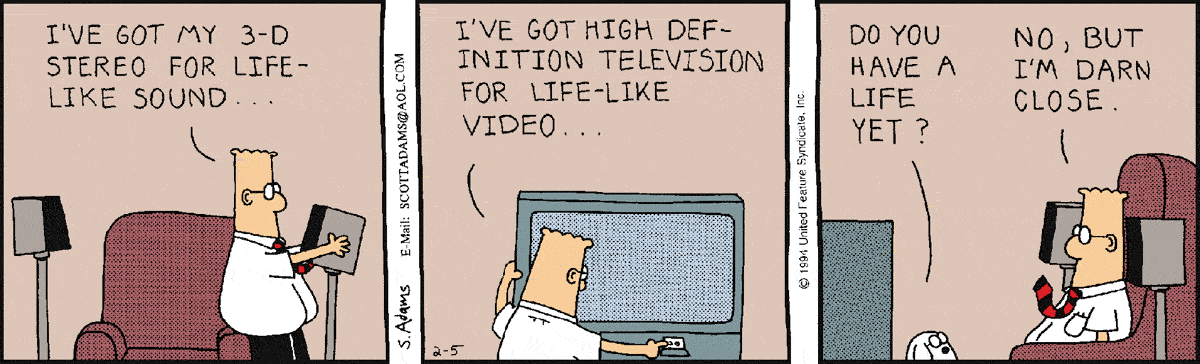 I'VE GOT MY 3-D
STEREO FOR LIFE-
LIKE SOUND...
S. Adams E-Mail: SCOTTADAMS@AOL.COM
I'VE GOT HIGH DEF-
INITION TELEVISION
FOR LIFE-LIKE
VIDEO...
2-5
© 1994 United Feature Syndicate, Inc.
DO YOU
HAVE A
LIFE
YET?
NO, BUT
I'M DARN
CLOSE.